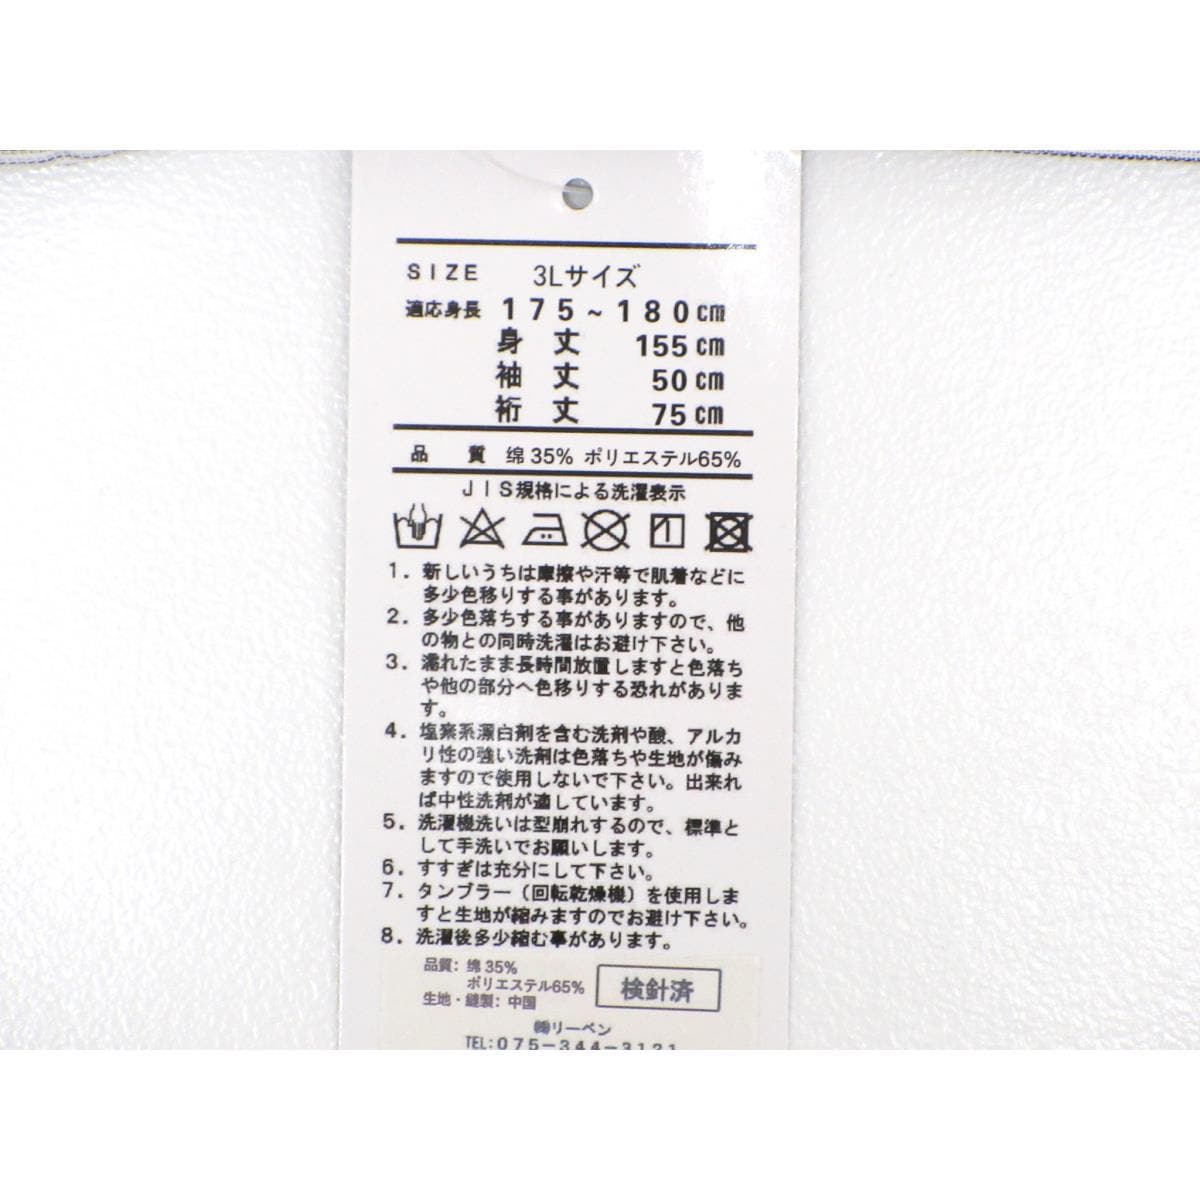 SIZE 3Lサイズ
適応身長 175~180cm
身丈 155cm
袖丈 50cm
裄丈 75cm
品質 綿35% ポリエステル65%
JIS規格による洗濯表示
1．新しいうちは摩擦や汗等で肌着などに
多少色移りする事があります。
2．多少色落ちする事がありますので、他
の物との同時洗濯はお避け下さい。
3．濡れたまま長時間放置しますと色落ち
や他の部分へ色移りする恐れがありま
す。
4．塩素系漂白剤を含む洗剤や酸、アルカ
リ性の強い洗剤は色落ちや生地が傷み
ますので使用しないで下さい。出来れ
ば中性洗剤が適しています。
5．洗濯機洗いは型崩れするので、標準と
して手洗いでお願いします。
6．すすぎは充分にして下さい。
7．タンブラー（回転乾燥機）を使用しま
すと生地が縮みますのでお避け下さい。
8．洗濯後多少縮む事があります。
品質：綿35%
ポリエステル65%
生地・縫製：中国
検針済
㈱リーベン
TEL:075-344-3121